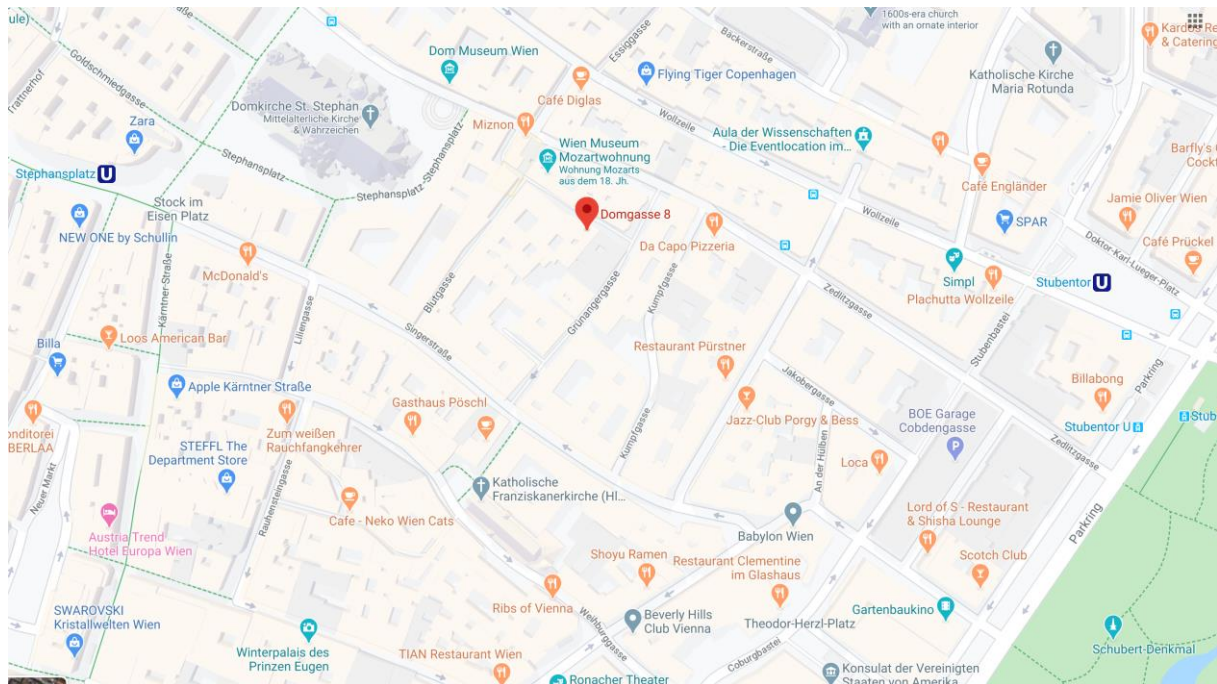 ule)
Goldschmiedgasse
Trattnerhof
Zara
Stephansplatz
U
Stephansplatz
Stock im
Eisen Platz
NEW ONE by Schullin
Domkirche St. Stephan
Mittelalterliche Kirche
& Wahrzeichen
Dom Museum Wien
Stephansplatz-Stephansplatz
Essiggasse
Café Diglas
Miznon
Wien Museum
Mozartwohnung
Wohnung Mozarts
aus dem 18. Jh.
Flying Tiger Copenhagen
Bäckerstraße
1600s-era church
with an ornate interior
Wollzeile
Aula der Wissenschaften
- Die Eventlocation im...
Katholische Kirche
Maria Rotunda
Kardos Re
& Catering
Barfly's C
Cockt
Café Engländer
Jamie Oliver Wien
Café Prückel
SPAR
Doktor-Karl-Lueger-Platz
Wollzeile
Simpl
Plachutta Wollzeile
Stubentor
U
Domgasse 8
Da Capo Pizzeria
Zedlitzgasse
Stubenbastei
McDonald's
Kärntner Straße
Liliengasse
Blutgasse
Singerstraße
Grünangergasse
Kumpfgasse
Restaurant Pürstner
Jakobergasse
Billa
Loos American Bar
Apple Kärntner Straße
Gasthaus Pöschl
Zum weißen
Rauchfangkehrer
STEFFL The
Department Store
onditorei
BERLAA
Neuer Markt
Rauhensteingasse
Kumpfgasse
Jazz-Club Porgy & Bess
An der Hülben
Loca
BOE Garage
Cobdengasse
P
Billabong
Parkring
Stubentor U
Stub
Zedlitzgasse
Katholische
Franziskanerkirche (HI...
Cafe - Neko Wien Cats
Austria Trend
Hotel Europa Wien
Babylon Wien
Lord of S - Restaurant
& Shisha Lounge
Scotch Club
Parkring
Shoyu Ramen
Restaurant Clementine
im Glashaus
Ribs of Vienna
Weihburggasse
Beverly Hills
Club Vienna
Theodor-Herzl-Platz
Gartenbaukino
Schubert-Denkmal
SWAROVSKI
Kristallwelten Wien
Winterpalais des
Prinzen Eugen
TIAN Restaurant Wien
Ronacher Theater
Coburgbastei
Konsulat der Vereinigten
Staaten von Amerika